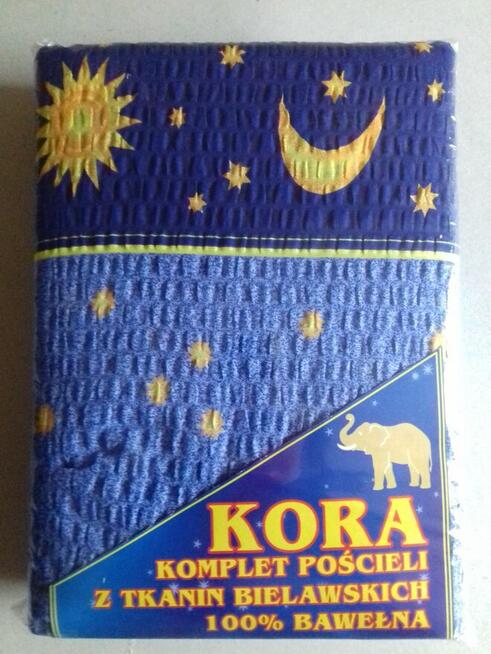 KORA
KOMPLET POŚCIELI
Z TKANIN BIELAWSKICH
100% BAWEŁNA